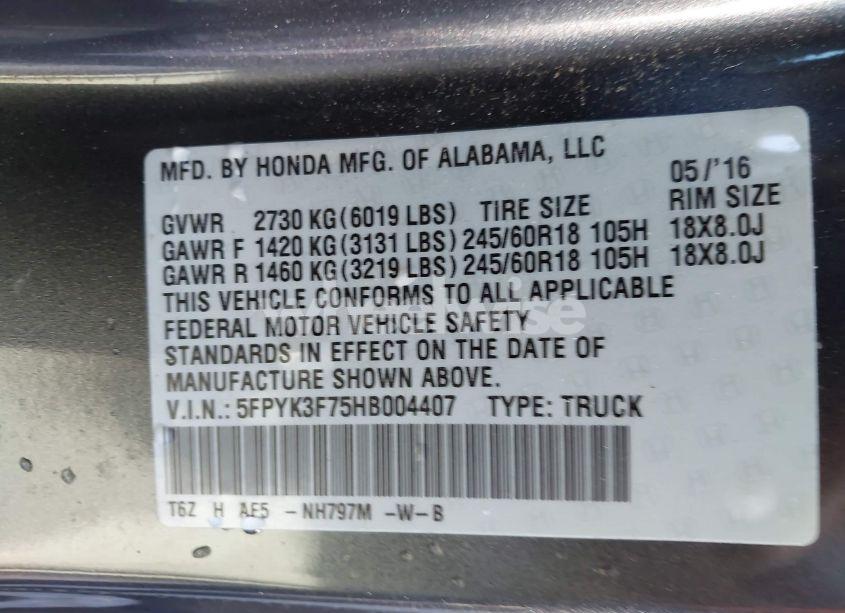 MFD. BY HONDA MFG. OF ALABAMA, LLC 05/'16
GVWR 2730 KG(6019 LBS) TIRE SIZE RIM SIZE
GAWR F 1420 KG(3131 LBS) 245/60R18 105H 18X8.0J
GAWR R 1460 KG(3219 LBS) 245/60R18 105H 18X8.0J
THIS VEHICLE CONFORMS TO ALL APPLICABLE
FEDERAL MOTOR VEHICLE SAFETY
STANDARDS IN EFFECT ON THE DATE OF
MANUFACTURE SHOWN ABOVE.
V.I.N.: 5FPYK3F75HB004407 TYPE: TRUCK
T6Z H AE5 -NH797M -W-B